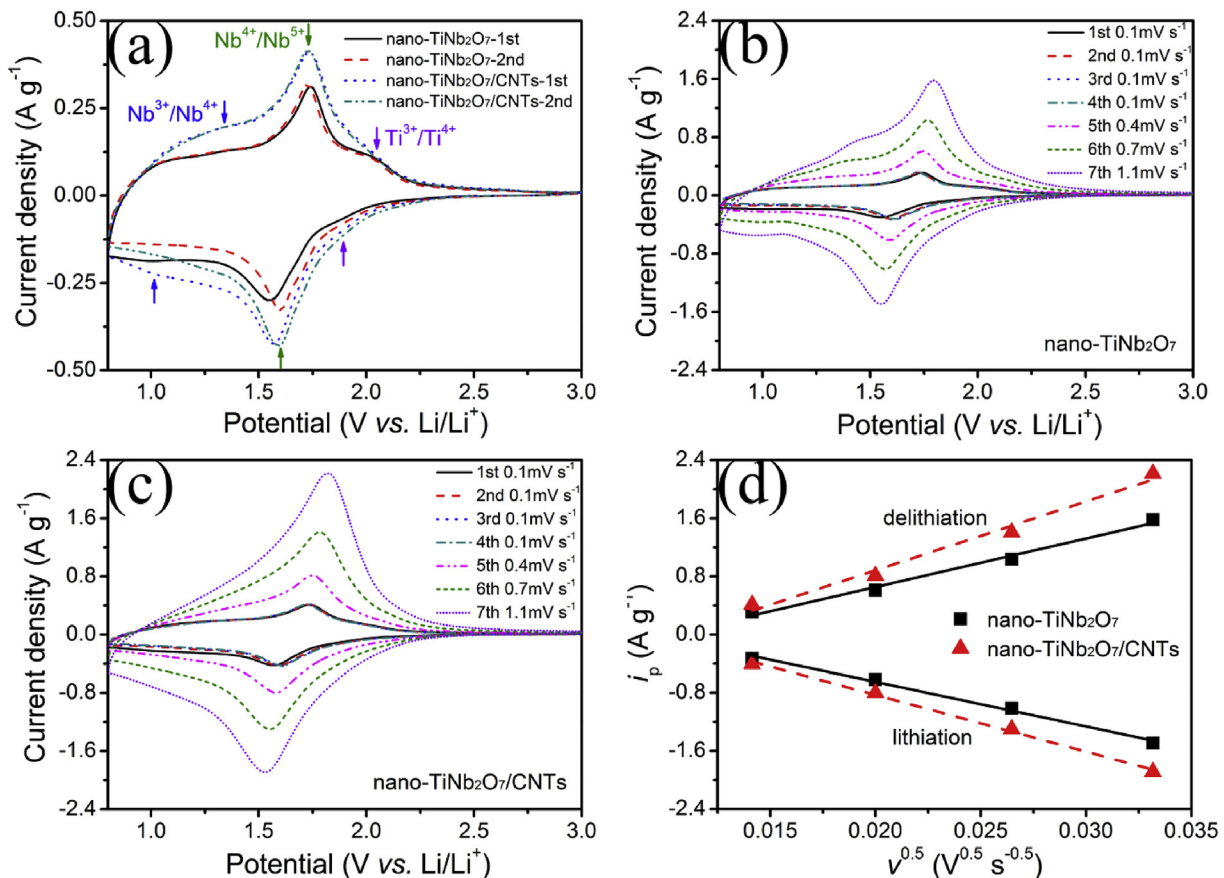 (a)
Nb⁴⁺/Nb⁵⁺
Nb³⁺/Nb⁴⁺
Ti³⁺/Ti⁴⁺
nano-TiNb₂O₇-1st
nano-TiNb₂O₇-2nd
nano-TiNb₂O₇/CNTs-1st
nano-TiNb₂O₇/CNTs-2nd
0.50
0.25
0.00
-0.25
-0.50
Current density (A g⁻¹)
1.0 1.5 2.0 2.5 3.0
Potential (V vs. Li/Li⁺)
(b)
1st 0.1mV s⁻¹
2nd 0.1mV s⁻¹
3rd 0.1mV s⁻¹
4th 0.1mV s⁻¹
5th 0.4mV s⁻¹
6th 0.7mV s⁻¹
7th 1.1mV s⁻¹
2.4
1.6
0.8
0.0
-0.8
-1.6
-2.4
Current density (A g⁻¹)
nano-TiNb₂O₇
1.0 1.5 2.0 2.5 3.0
Potential (V vs. Li/Li⁺)
(c)
1st 0.1mV s⁻¹
2nd 0.1mV s⁻¹
3rd 0.1mV s⁻¹
4th 0.1mV s⁻¹
5th 0.4mV s⁻¹
6th 0.7mV s⁻¹
7th 1.1mV s⁻¹
2.4
1.6
0.8
0.0
-0.8
-1.6
-2.4
Current density (A g⁻¹)
nano-TiNb₂O₇/CNTs
1.0 1.5 2.0 2.5 3.0
Potential (V vs. Li/Li⁺)
(d)
delithiation
nano-TiNb₂O₇
nano-TiNb₂O₇/CNTs
lithiation
2.4
1.6
0.8
0.0
-0.8
-1.6
-2.4
iₚ (A g⁻¹)
0.015 0.020 0.025 0.030 0.035
v⁰·⁵ (V⁰·⁵ s⁻⁰·⁵)